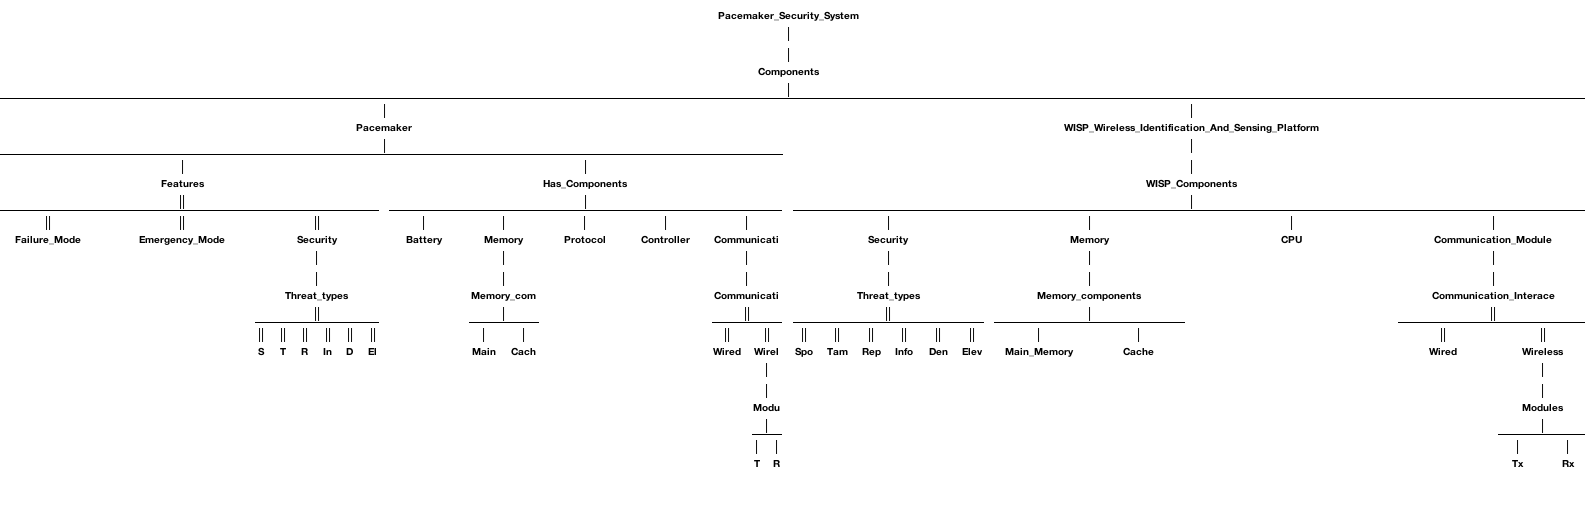 Pacemaker_Security_System
Components
Pacemaker WISP_Wireless_Identification_And_Sensing_Platform
Features Has_Components WISP_Components
Failure_Mode Emergency_Mode Security Battery Memory Protocol Controller Communicati Security Memory CPU Communication_Module
Threat_types Memory_com Communicati Threat_types Memory_components Communication_Interace
S T R In D El Main Cach Wired Wirel Spo Tam Rep Info Den Elev Main_Memory Cache Wired Wireless
Modu Modules
T R Tx Rx